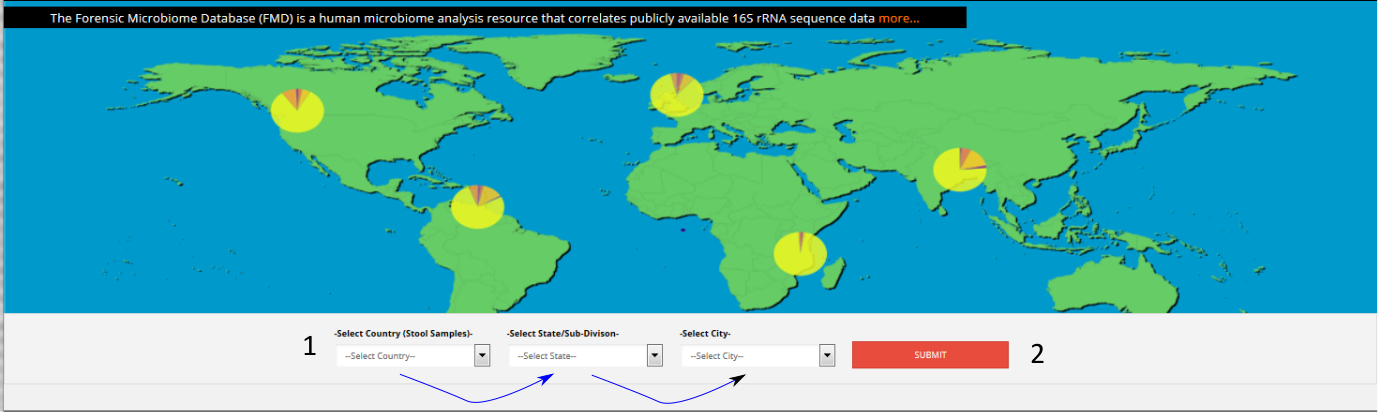 The Forensic Microbiome Database (FMD) is a human microbiome analysis resource that correlates publicly available 16S rRNA sequence data more...
-Select Country (Stool Samples)- -Select State/Sub-Divison- -Select City-
1 --Select Country-- --Select State-- --Select City-- SUBMIT 2